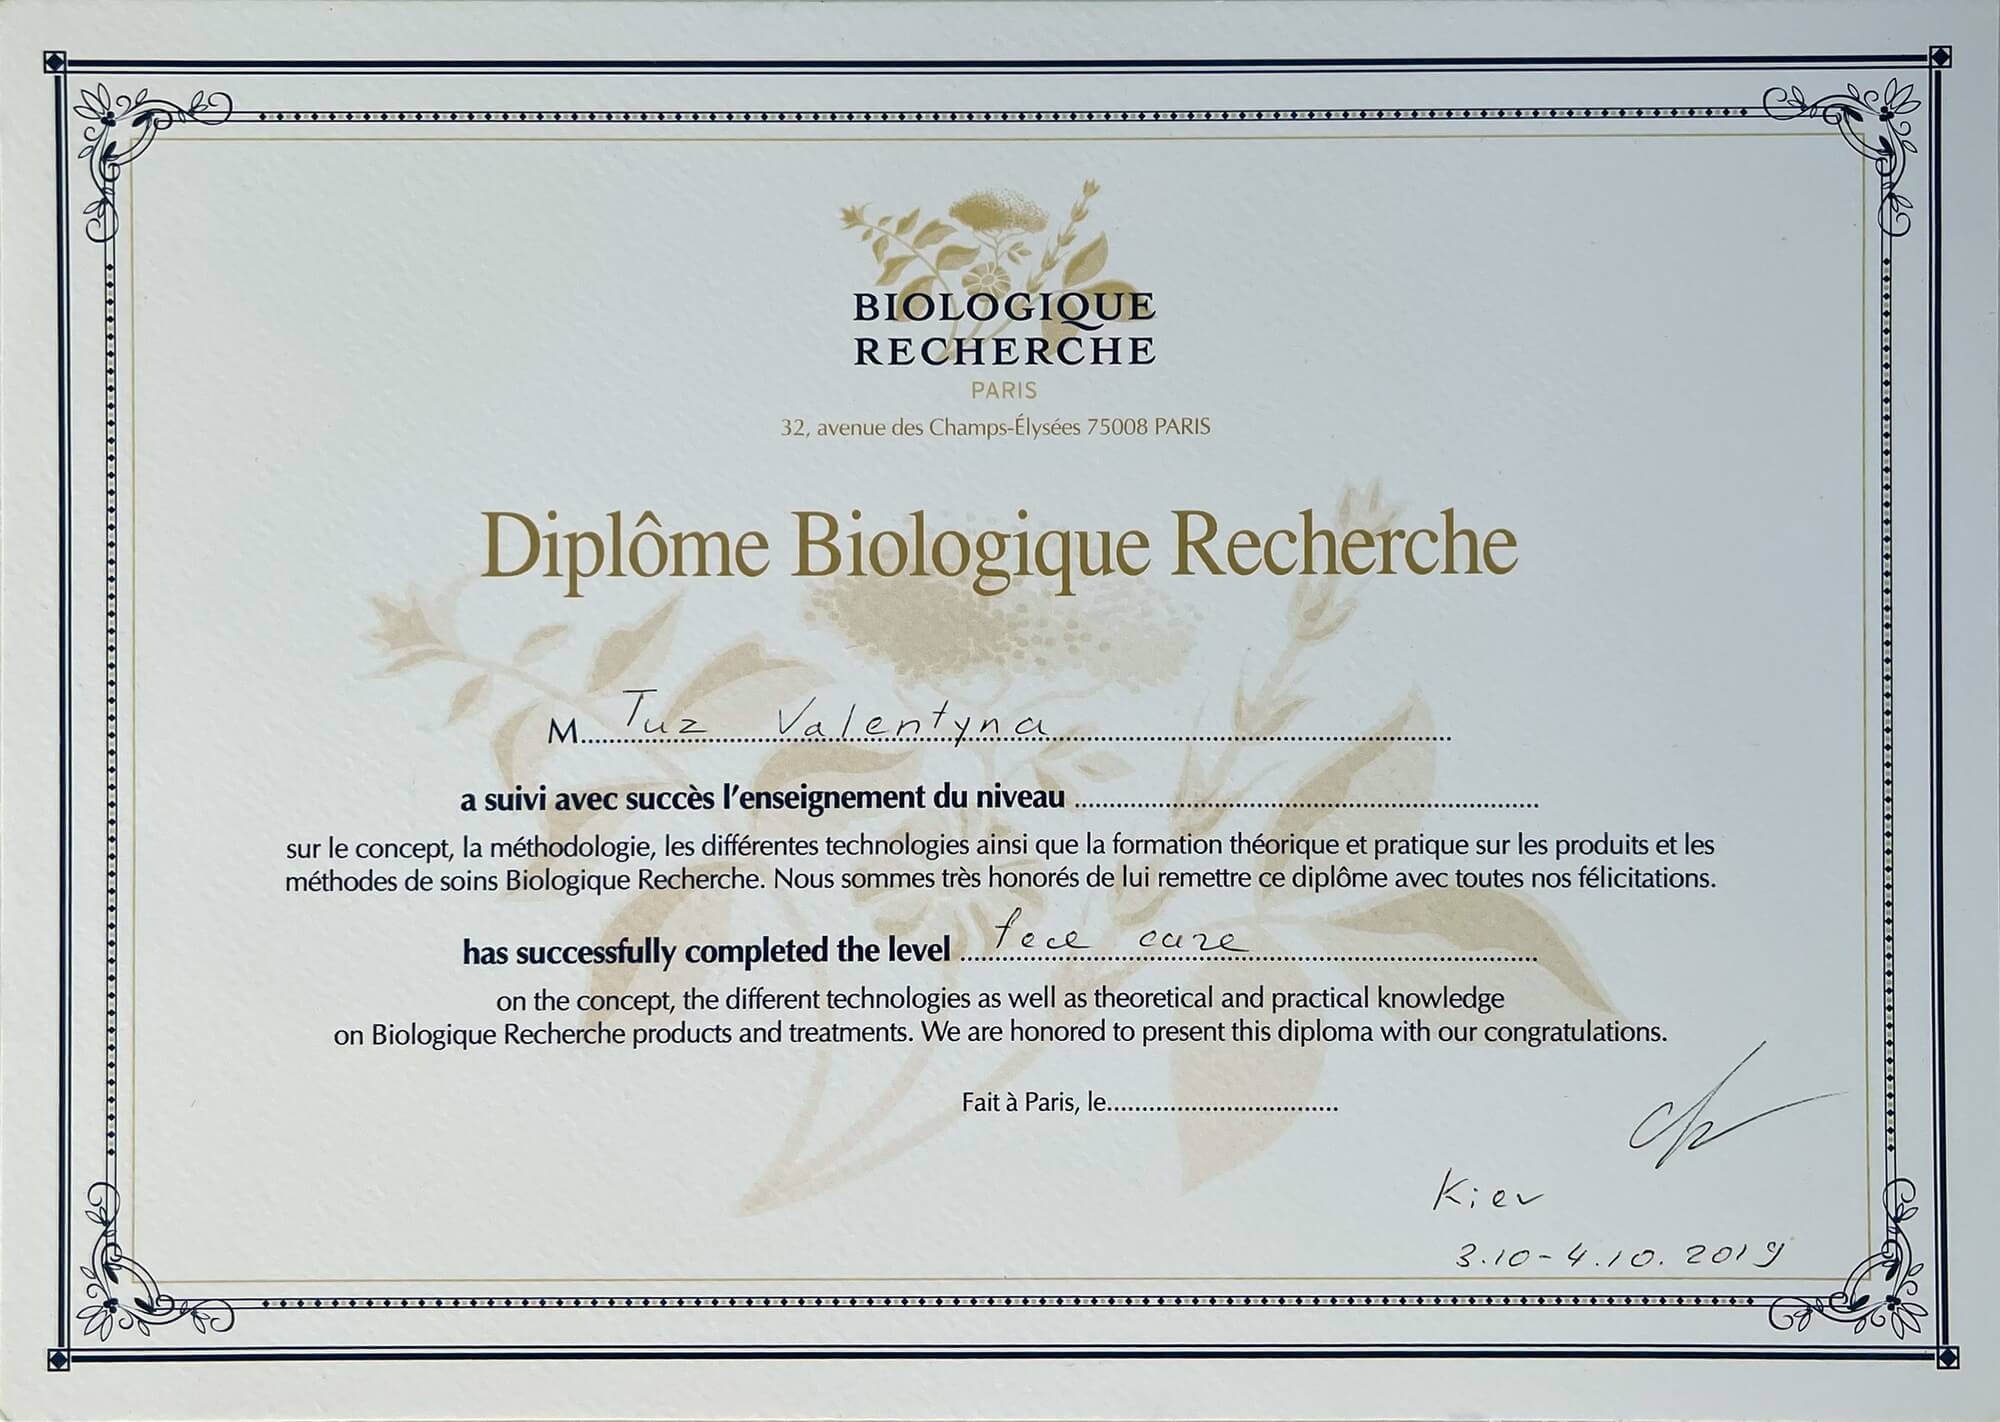 BIOLOGIQUE
RECHERCHE
PARIS
32, avenue des Champs-Élysées 75008 PARIS
Diplôme Biologique Recherche
M. Tuz Valentyna
a suivi avec succès l'enseignement du niveau
sur le concept, la méthodologie, les différentes technologies ainsi que la formation théorique et pratique sur les produits et les
méthodes de soins Biologique Recherche. Nous sommes très honorés de lui remettre ce diplôme avec toutes nos félicitations.
has successfully completed the level fece care
on the concept, the different technologies as well as theoretical and practical knowledge
on Biologique Recherche products and treatments. We are honored to present this diploma with our congratulations.
Fait à Paris, le
Kiev
3.10-4.10.2019